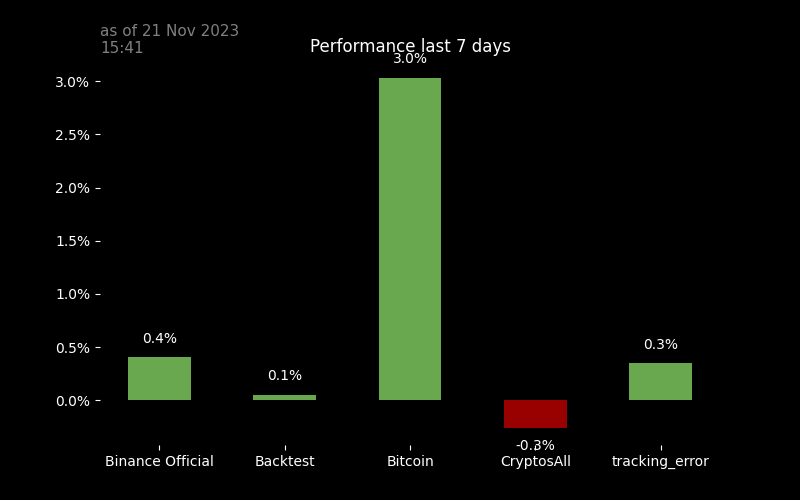 as of 21 Nov 2023
15:41
Performance last 7 days
3.0%
3.0%
2.5%
2.0%
1.5%
1.0%
0.5%
0.0%
0.4%
0.1%
0.3%
-0.3%
Binance Official
Backtest
Bitcoin
CryptosAll
tracking_error